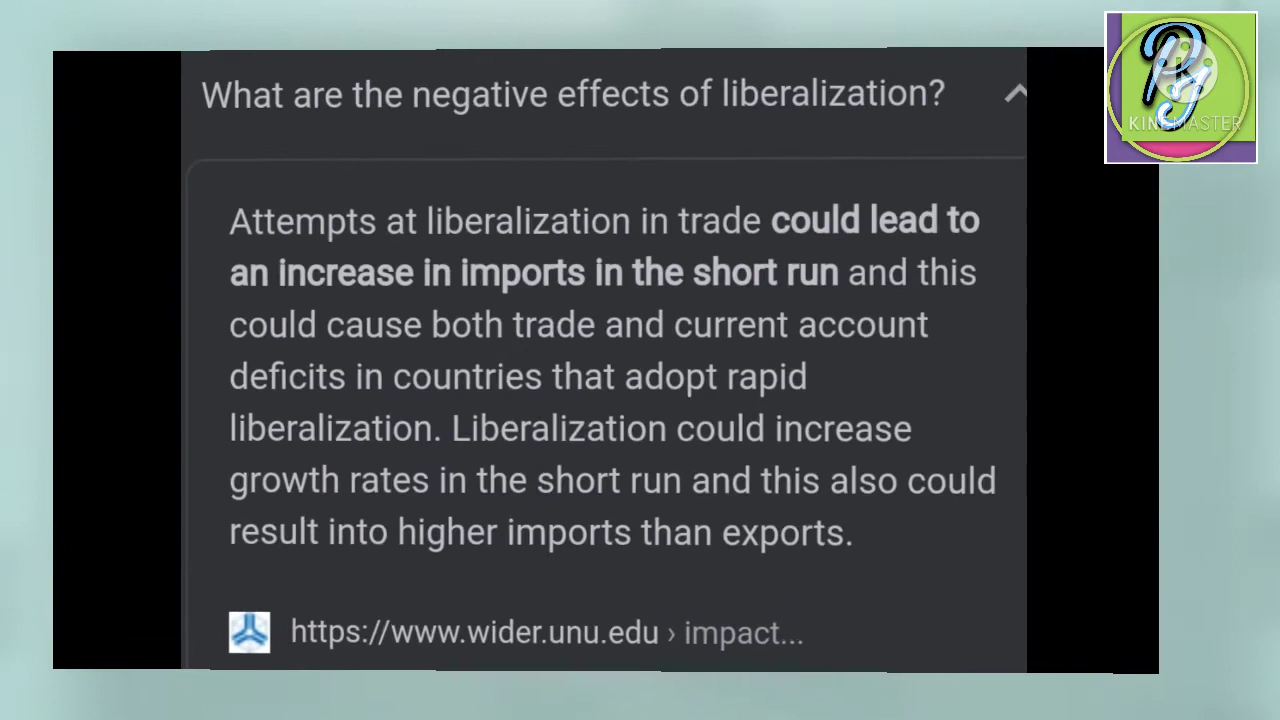 What are the negative effects of liberalization?
Attempts at liberalization in trade could lead to
an increase in imports in the short run and this
could cause both trade and current account
deficits in countries that adopt rapid
liberalization. Liberalization could increase
growth rates in the short run and this also could
result into higher imports than exports.
https://www.wider.unu.edu › impact...
KINEMASTER